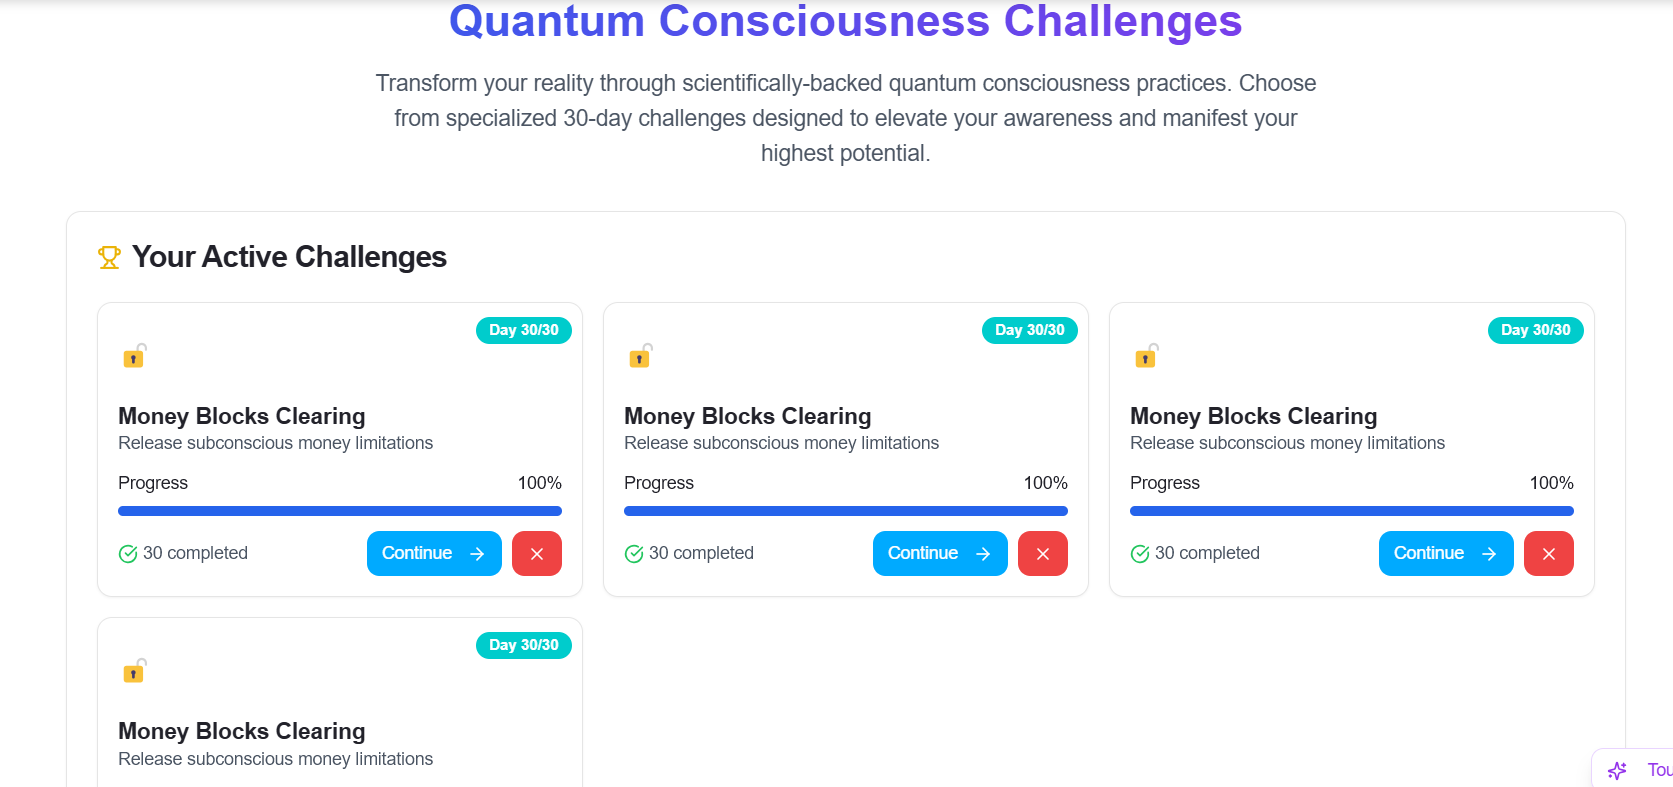 Quantum Consciousness Challenges
Transform your reality through scientifically-backed quantum consciousness practices. Choose
from specialized 30-day challenges designed to elevate your awareness and manifest your
highest potential.
Your Active Challenges
Day 30/30
Money Blocks Clearing
Release subconscious money limitations
Progress 100%
30 completed Continue
Day 30/30
Money Blocks Clearing
Release subconscious money limitations
Progress 100%
30 completed Continue
Day 30/30
Money Blocks Clearing
Release subconscious money limitations
Progress 100%
30 completed Continue
Day 30/30
Money Blocks Clearing
Release subconscious money limitations